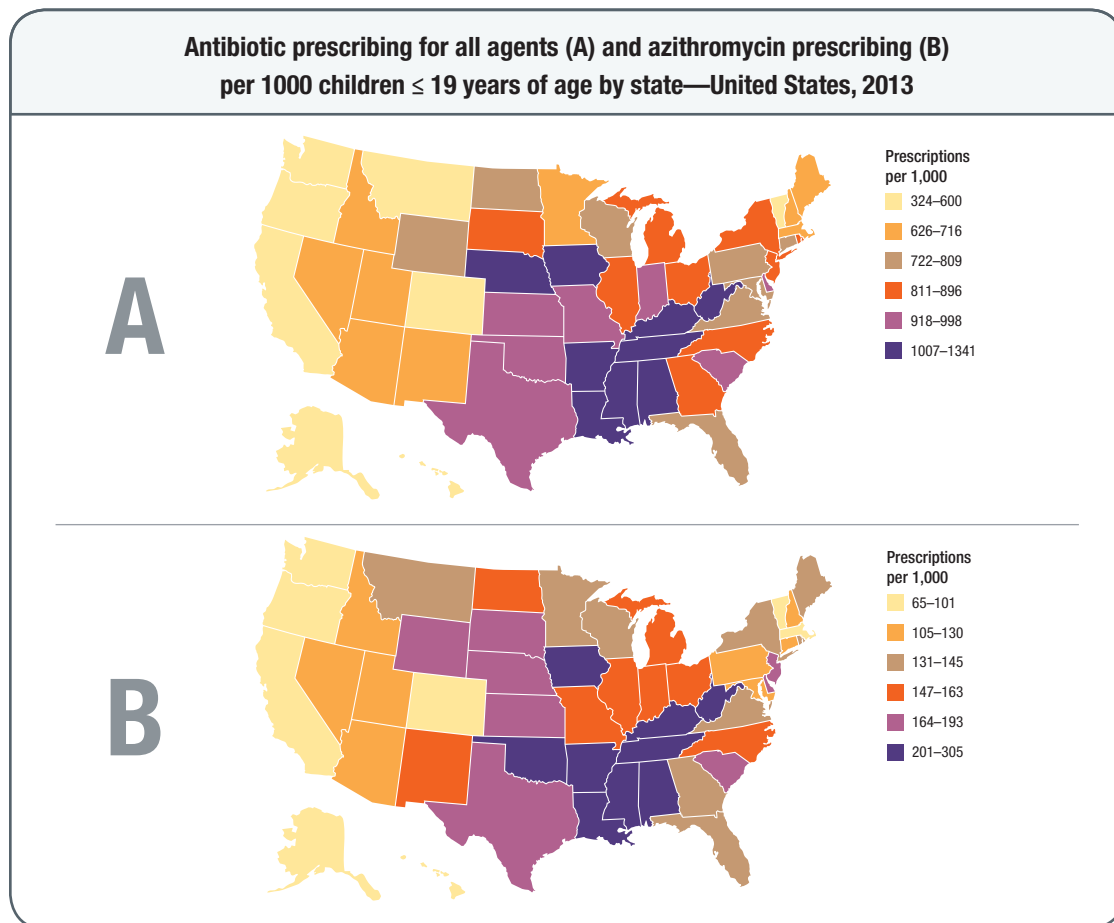 Antibiotic prescribing for all agents (A) and azithromycin prescribing (B)
per 1000 children ≤ 19 years of age by state—United States, 2013
A
Prescriptions
per 1,000
324–600
626–716
722–809
811–896
918–998
1007–1341
B
Prescriptions
per 1,000
65–101
105–130
131–145
147–163
164–193
201–305